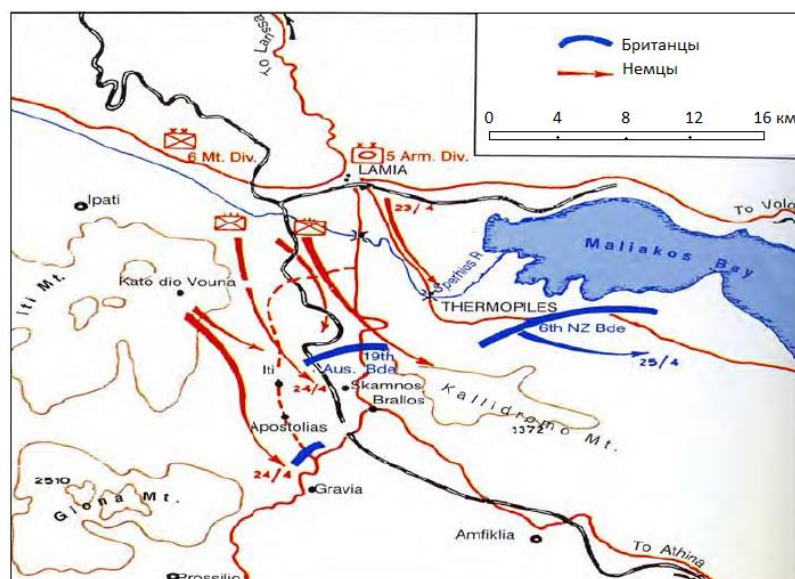 To Larissa
Британцы
Немцы
0 4 8 12 16 км
6 Mt. Div.
5 Arm. Div.
LAMIA
Ipati
23/4
To Volo
Maliakos Bay
Sperhios R.
Kato dio Vouna
Iti Mt.
THERMOPILES
6th NZ Bde
25/4
19th
Aus. Bde
Iti
24/4
Skamnos
Brallos
Kallidromo Mt.
1372
Apostolias
24/4
2510
Giona Mt.
Gravia
Amfiklia
To Athina
Prossilio